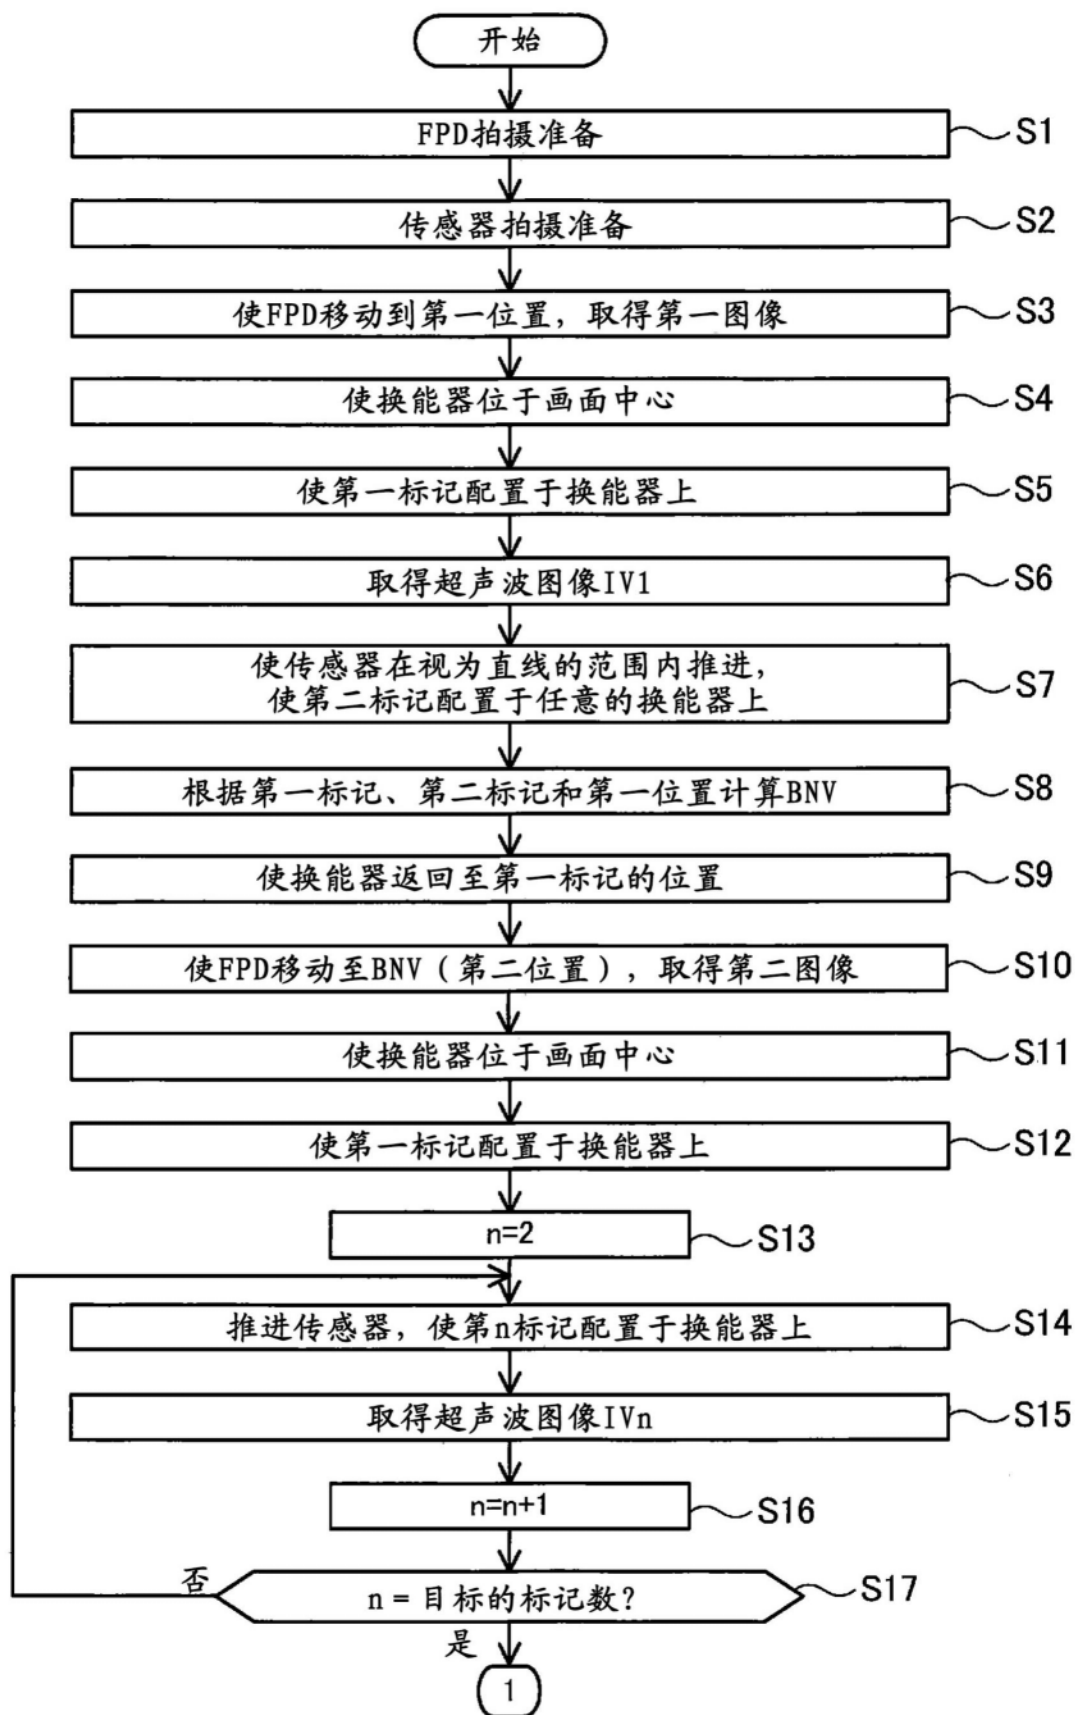 开始
FPD拍摄准备
S1
传感器拍摄准备
S2
使FPD移动到第一位置，取得第一图像
S3
使换能器位于画面中心
S4
使第一标记配置于换能器上
S5
取得超声波图像IV1
S6
使传感器在视为直线的范围内推进，
使第二标记配置于任意的换能器上
S7
根据第一标记、第二标记和第一位置计算BNV
S8
使换能器返回至第一标记的位置
S9
使FPD移动至BNV（第二位置），取得第二图像
S10
使换能器位于画面中心
S11
使第一标记配置于换能器上
S12
n=2
S13
推进传感器，使第n标记配置于换能器上
S14
取得超声波图像IVn
S15
n=n+1
S16
否
n＝目标的标记数？
S17
是
1